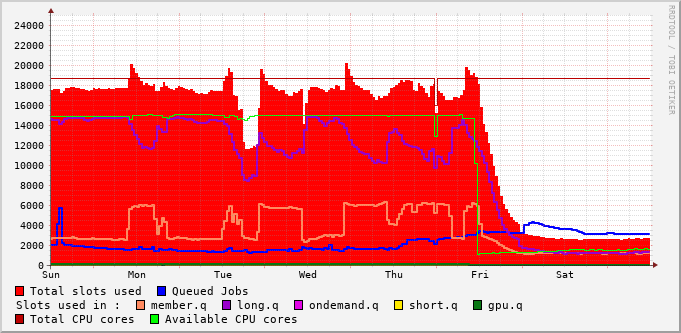 24000
22000
20000
18000
16000
14000
12000
10000
8000
6000
4000
2000
0
Sun Mon Tue Wed Thu Fri Sat
RRDTOOL / TOBI OETIKER
Total slots used Queued Jobs
Slots used in : member.q long.q ondemand.q short.q gpu.q
Total CPU cores Available CPU cores